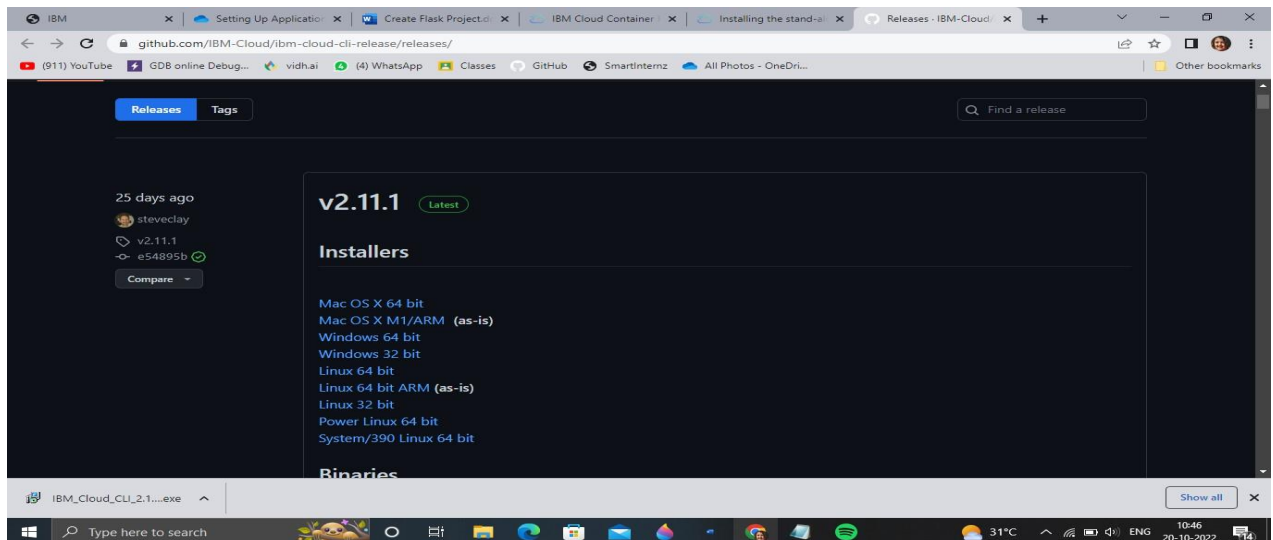 IBM
Setting Up Application
Create Flask Project.d
IBM Cloud Container
Installing the stand-al
Releases · IBM-Cloud/
github.com/IBM-Cloud/ibm-cloud-cli-release/releases/
(911) YouTube
GDB online Debug...
vidh.ai
(4) WhatsApp
Classes
GitHub
SmartInternz
All Photos - OneDri...
Other bookmarks
Releases
Tags
Find a release
25 days ago
steveclay
v2.11.1
e54895b
Compare
v2.11.1 Latest
Installers
Mac OS X 64 bit
Mac OS X M1/ARM (as-is)
Windows 64 bit
Windows 32 bit
Linux 64 bit
Linux 64 bit ARM (as-is)
Linux 32 bit
Power Linux 64 bit
System/390 Linux 64 bit
Binaries
IBM_Cloud_CLI_2.1....exe
Show all
Type here to search
31°C
ENG
10:46
20-10-2022
14